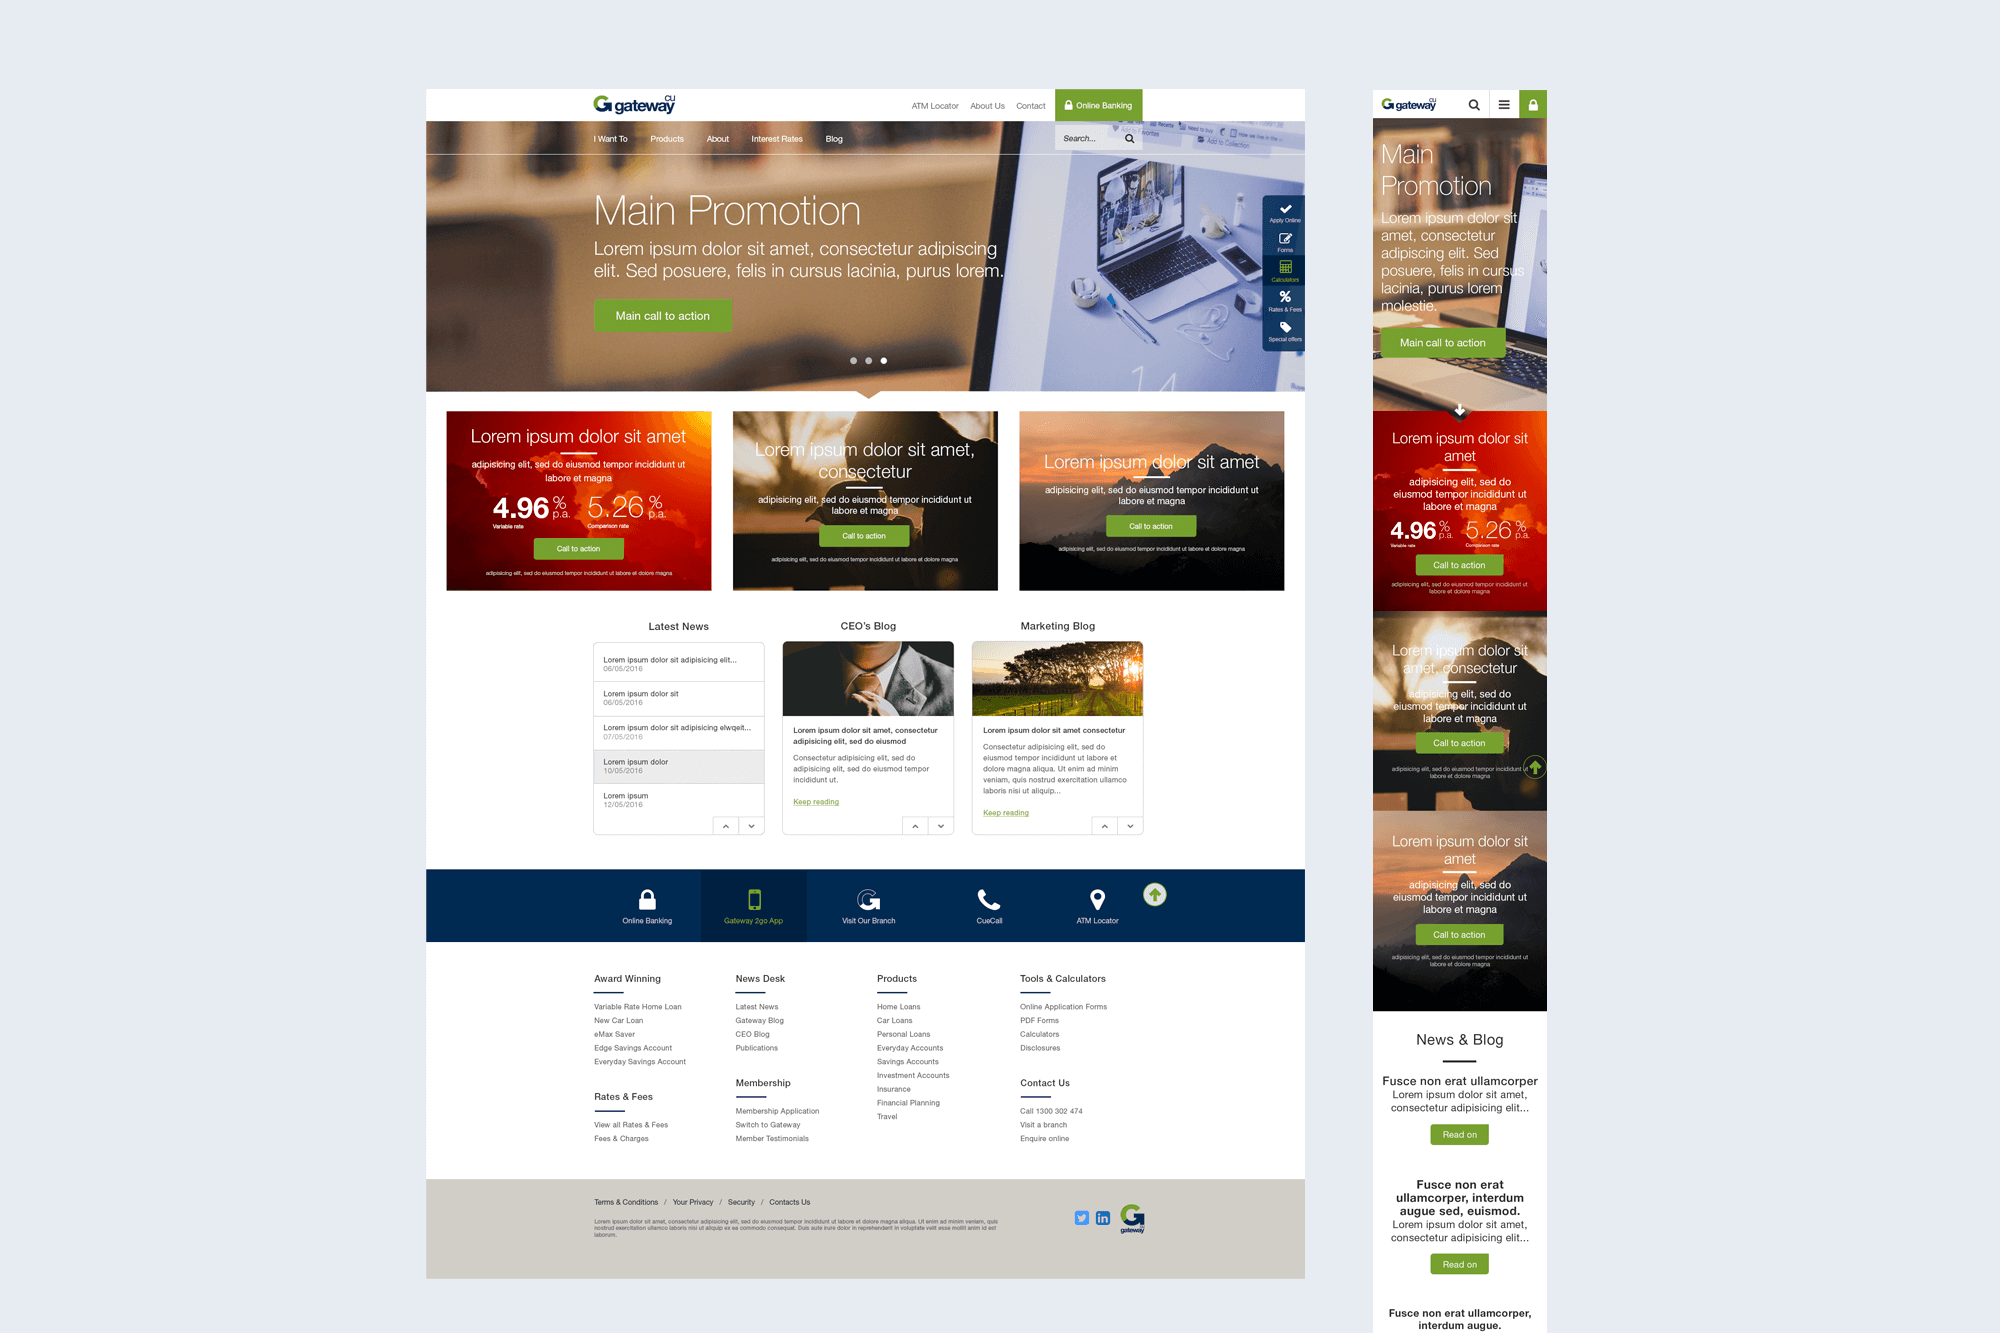 gateway cu
ATM Locator About Us Contact Online Banking
I Want To Products About Interest Rates Blog Search...
Main Promotion
Lorem ipsum dolor sit amet, consectetur adipiscing
elit. Sed posuere, felis in cursus lacinia, purus lorem.
Main call to action
Apply Online
Forms
Calculators
Rates & Fees
Special offers
14
Lorem ipsum dolor sit amet
adipisicing elit, sed do eiusmod tempor incididunt ut
labore et magna
4.96 % p.a. 5.26 % p.a.
Variable rate Comparison rate
Call to action
adipisicing elit, sed do eiusmod tempor incididunt ut labore et dolore magna
Lorem ipsum dolor sit amet,
consectetur
adipisicing elit, sed do eiusmod tempor incididunt ut
labore et magna
Call to action
adipisicing elit, sed do eiusmod tempor incididunt ut labore et dolore magna
Lorem ipsum dolor sit amet
adipisicing elit, sed do eiusmod tempor incididunt ut
labore et magna
Call to action
adipisicing elit, sed do eiusmod tempor incididunt ut labore et dolore magna
Latest News
Lorem ipsum dolor sit adipisicing elit...
06/05/2016
Lorem ipsum dolor sit
06/05/2016
Lorem ipsum dolor sit adipisicing elwqeit...
07/05/2016
Lorem ipsum dolor
10/05/2016
Lorem ipsum
12/05/2016
CEO's Blog
Lorem ipsum dolor sit amet, consectetur
adipisicing elit, sed do eiusmod
Consectetur adipisicing elit, sed do
adipisicing elit, sed do eiusmod tempor
incididunt ut.
Keep reading
Marketing Blog
Lorem ipsum dolor sit amet consectetur
Consectetur adipisicing elit, sed do
eiusmod tempor incididunt ut labore et
dolore magna aliqua. Ut enim ad minim
veniam, quis nostrud exercitation ullamco
laboris nisi ut aliquip...
Keep reading
Online Banking Gateway 2go App Visit Our Branch CueCall ATM Locator
Award Winning
Variable Rate Home Loan
New Car Loan
eMax Saver
Edge Savings Account
Everyday Savings Account
Rates & Fees
View all Rates & Fees
Fees & Charges
News Desk
Latest News
Gateway Blog
CEO Blog
Publications
Membership
Membership Application
Switch to Gateway
Member Testimonials
Products
Home Loans
Car Loans
Personal Loans
Everyday Accounts
Savings Accounts
Investment Accounts
Insurance
Financial Planning
Travel
Tools & Calculators
Online Application Forms
PDF Forms
Calculators
Disclosures
Contact Us
Call 1300 302 474
Visit a branch
Enquire online
Terms & Conditions / Your Privacy / Security / Contacts Us
Lorem ipsum dolor sit amet, consectetur adipisicing elit, sed do eiusmod tempor incididunt ut labore et dolore magna aliqua. Ut enim ad minim veniam, quis
nostrud exercitation ullamco laboris nisi ut aliquip ex ea commodo consequat. Duis aute irure dolor in reprehenderit in voluptate velit esse mollit anim id est
laborum.
gateway
gateway cu
Main
Promotion
Lorem ipsum dolor sit
amet, consectetur
adipiscing elit. Sed
posuere, felis in cursus
lacinia, purus lorem
molestie.
Main call to action
Lorem ipsum dolor sit
amet
adipisicing elit, sed do
eiusmod tempor incididunt ut
labore et magna
4.96 % p.a. 5.26 % p.a.
Variable rate Comparison rate
Call to action
adipisicing elit, sed do eiusmod tempor incididunt ut
labore et dolore magna
Lorem ipsum dolor sit
amet, consectetur
adipisicing elit, sed do
eiusmod tempor incididunt ut
labore et magna
Call to action
adipisicing elit, sed do eiusmod tempor incididunt ut
labore et dolore magna
Lorem ipsum dolor sit
amet
adipisicing elit, sed do
eiusmod tempor incididunt ut
labore et magna
Call to action
adipisicing elit, sed do eiusmod tempor incididunt ut
labore et dolore magna
News & Blog
Fusce non erat ullamcorper
Lorem ipsum dolor sit amet,
consectetur adipisicing elit...
Read on
Fusce non erat
ullamcorper, interdum
augue sed, euismod.
Lorem ipsum dolor sit amet,
consectetur adipisicing elit...
Read on
Fusce non erat ullamcorper,
interdum augue.